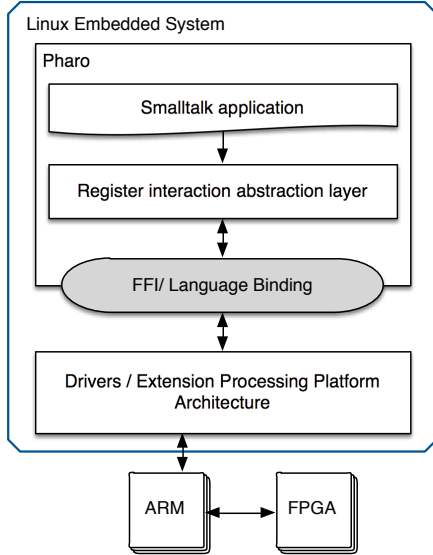 Linux Embedded System
Pharo
Smalltalk application
Register interaction abstraction layer
FFI/ Language Binding
Drivers / Extension Processing Platform
Architecture
ARM
FPGA